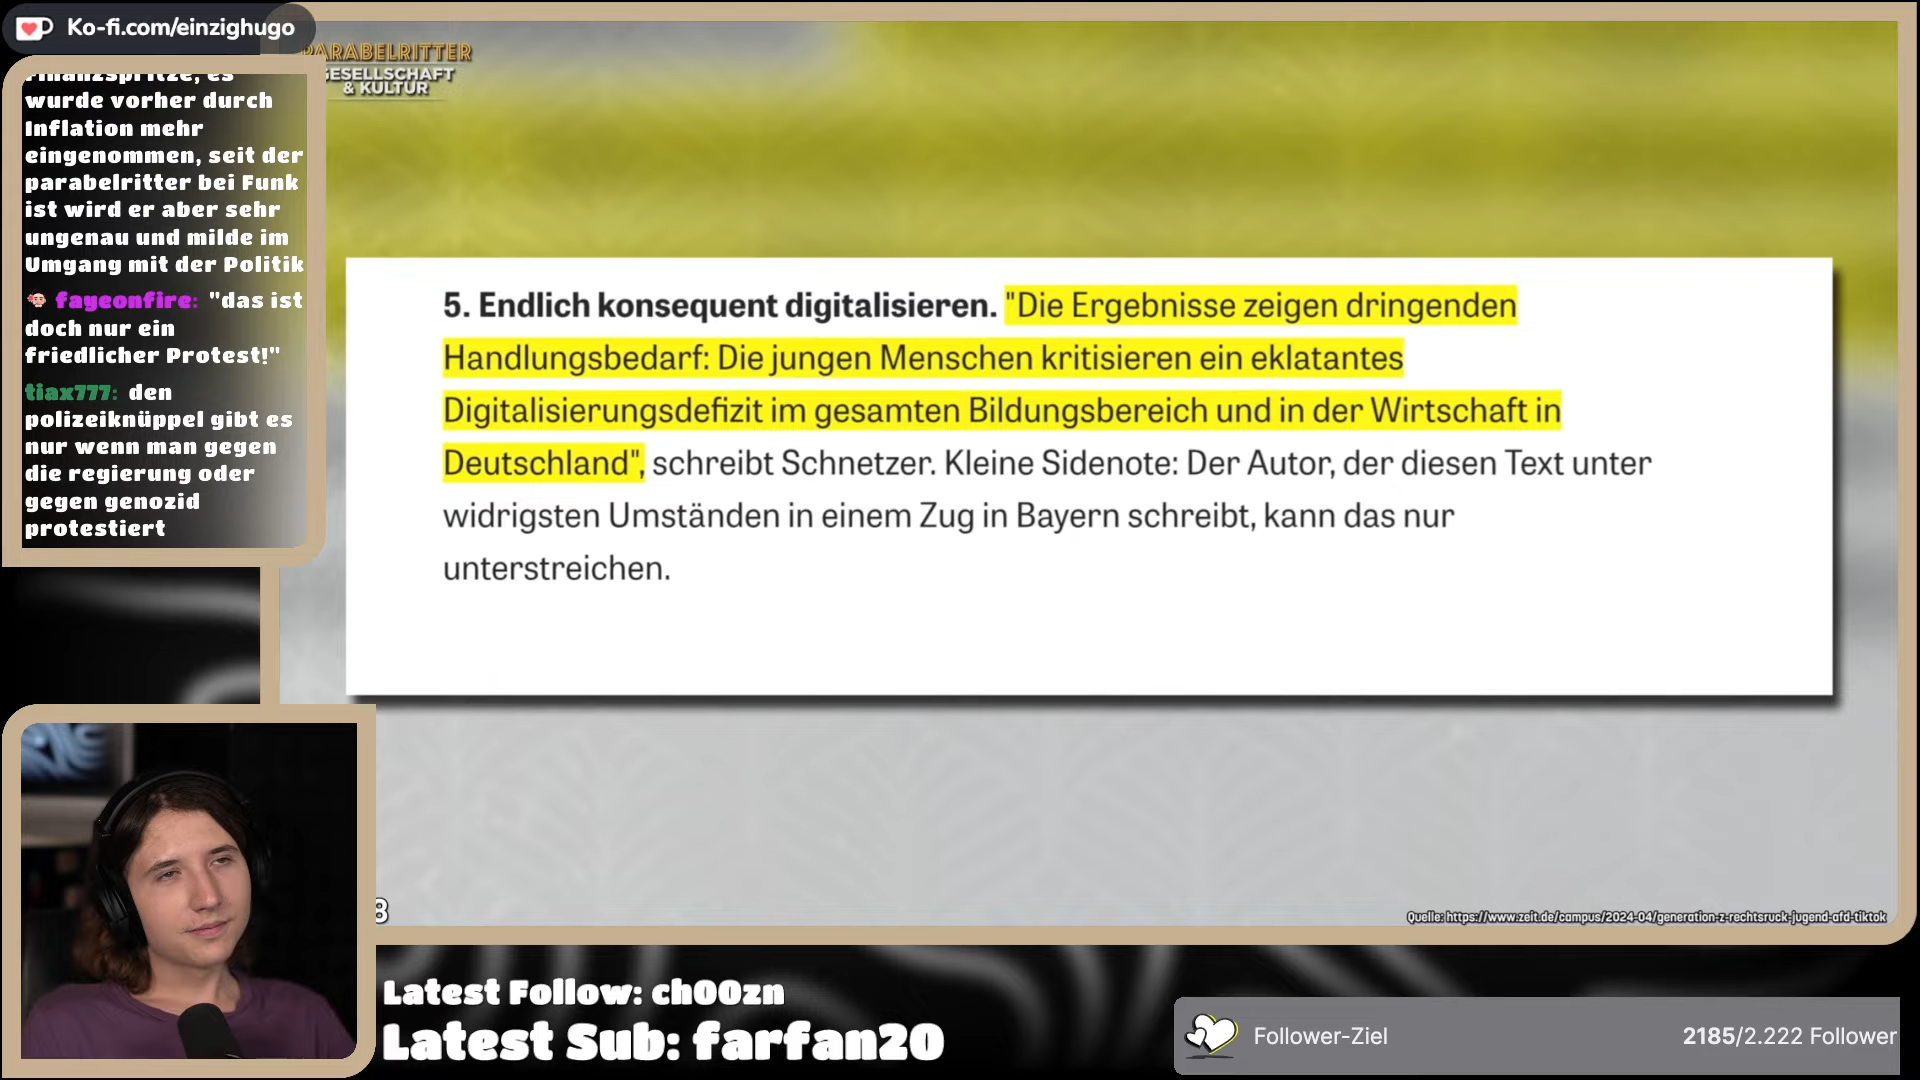 Ko-fi.com/einzighugo
PARABELRITTER
GESELLSCHAFT
& KULTUR
Finanzspritze, es
wurde vorher durch
Inflation mehr
eingenommen, seit der
parabelritter bei Funk
ist wird er aber sehr
ungenau und milde im
Umgang mit der Politik
fayeonfire: "das ist
doch nur ein
friedlicher Protest!"
tiax777: den
polizeiknüppel gibt es
nur wenn man gegen
die regierung oder
gegen genozid
protestiert
5. Endlich konsequent digitalisieren. "Die Ergebnisse zeigen dringenden
Handlungsbedarf: Die jungen Menschen kritisieren ein eklatantes
Digitalisierungsdefizit im gesamten Bildungsbereich und in der Wirtschaft in
Deutschland", schreibt Schnetzer. Kleine Sidenote: Der Autor, der diesen Text unter
widrigsten Umständen in einem Zug in Bayern schreibt, kann das nur
unterstreichen.
8
Quelle: https://www.zeit.de/campus/2024-04/generation-z-rechtsruck-jugend-afd-tiktok
Latest Follow: ch00zn
Latest Sub: farfan20
Follower-Ziel
2185/2.222 Follower